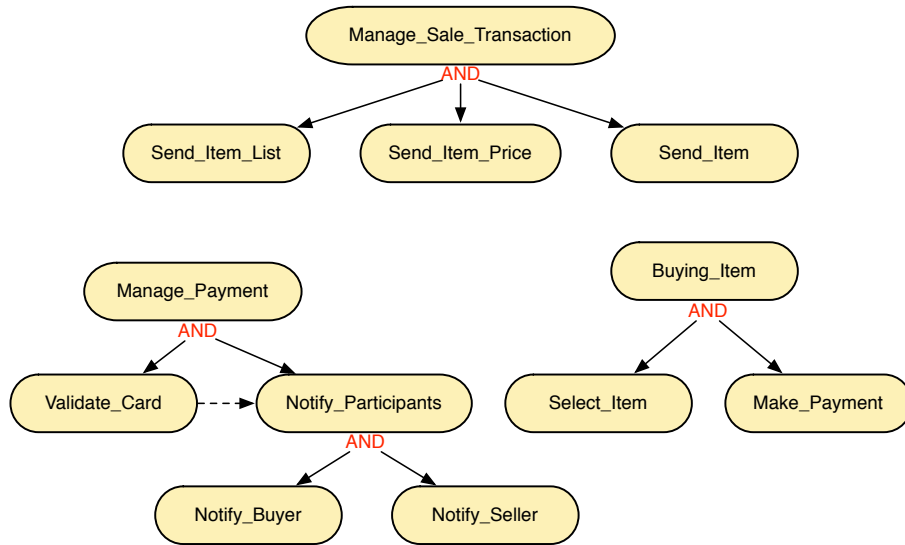 Manage_Sale_Transaction
AND
Send_Item_List
Send_Item_Price
Send_Item
Manage_Payment
AND
Validate_Card
Notify_Participants
AND
Notify_Buyer
Notify_Seller
Buying_Item
AND
Select_Item
Make_Payment